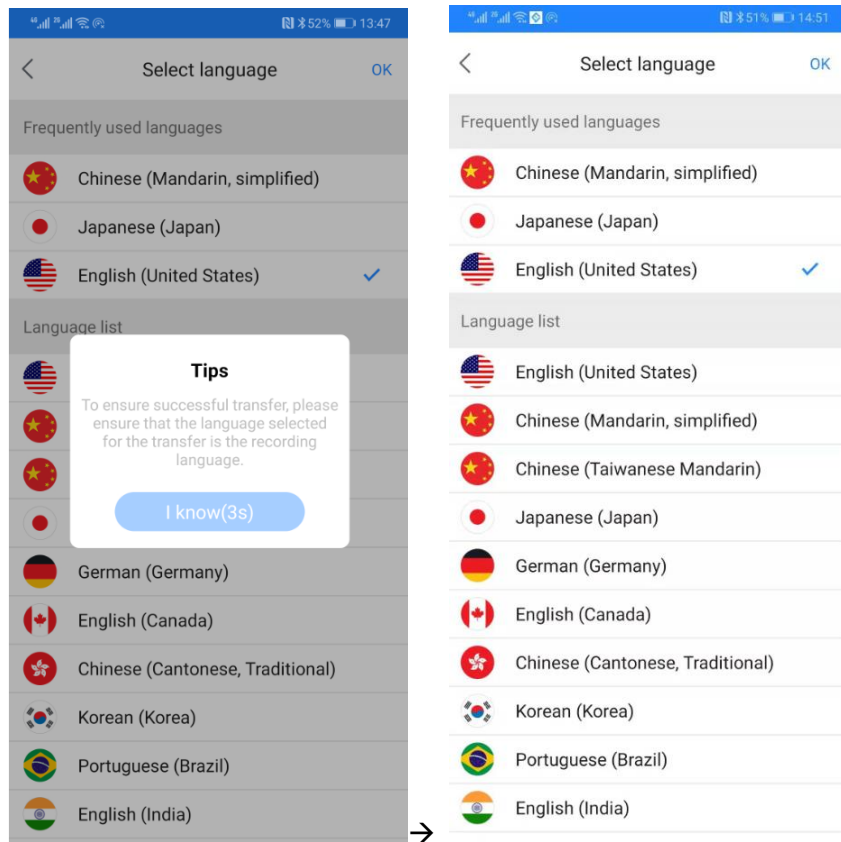 4G 2G 52% 13:47
Select language OK
Frequently used languages
Chinese (Mandarin, simplified)
Japanese (Japan)
English (United States)
Language list
Tips
To ensure successful transfer, please
ensure that the language selected
for the transfer is the recording
language.
I know(3s)
German (Germany)
English (Canada)
Chinese (Cantonese, Traditional)
Korean (Korea)
Portuguese (Brazil)
English (India)
→
4G 2G 51% 14:51
Select language OK
Frequently used languages
Chinese (Mandarin, simplified)
Japanese (Japan)
English (United States)
Language list
English (United States)
Chinese (Mandarin, simplified)
Chinese (Taiwanese Mandarin)
Japanese (Japan)
German (Germany)
English (Canada)
Chinese (Cantonese, Traditional)
Korean (Korea)
Portuguese (Brazil)
English (India)